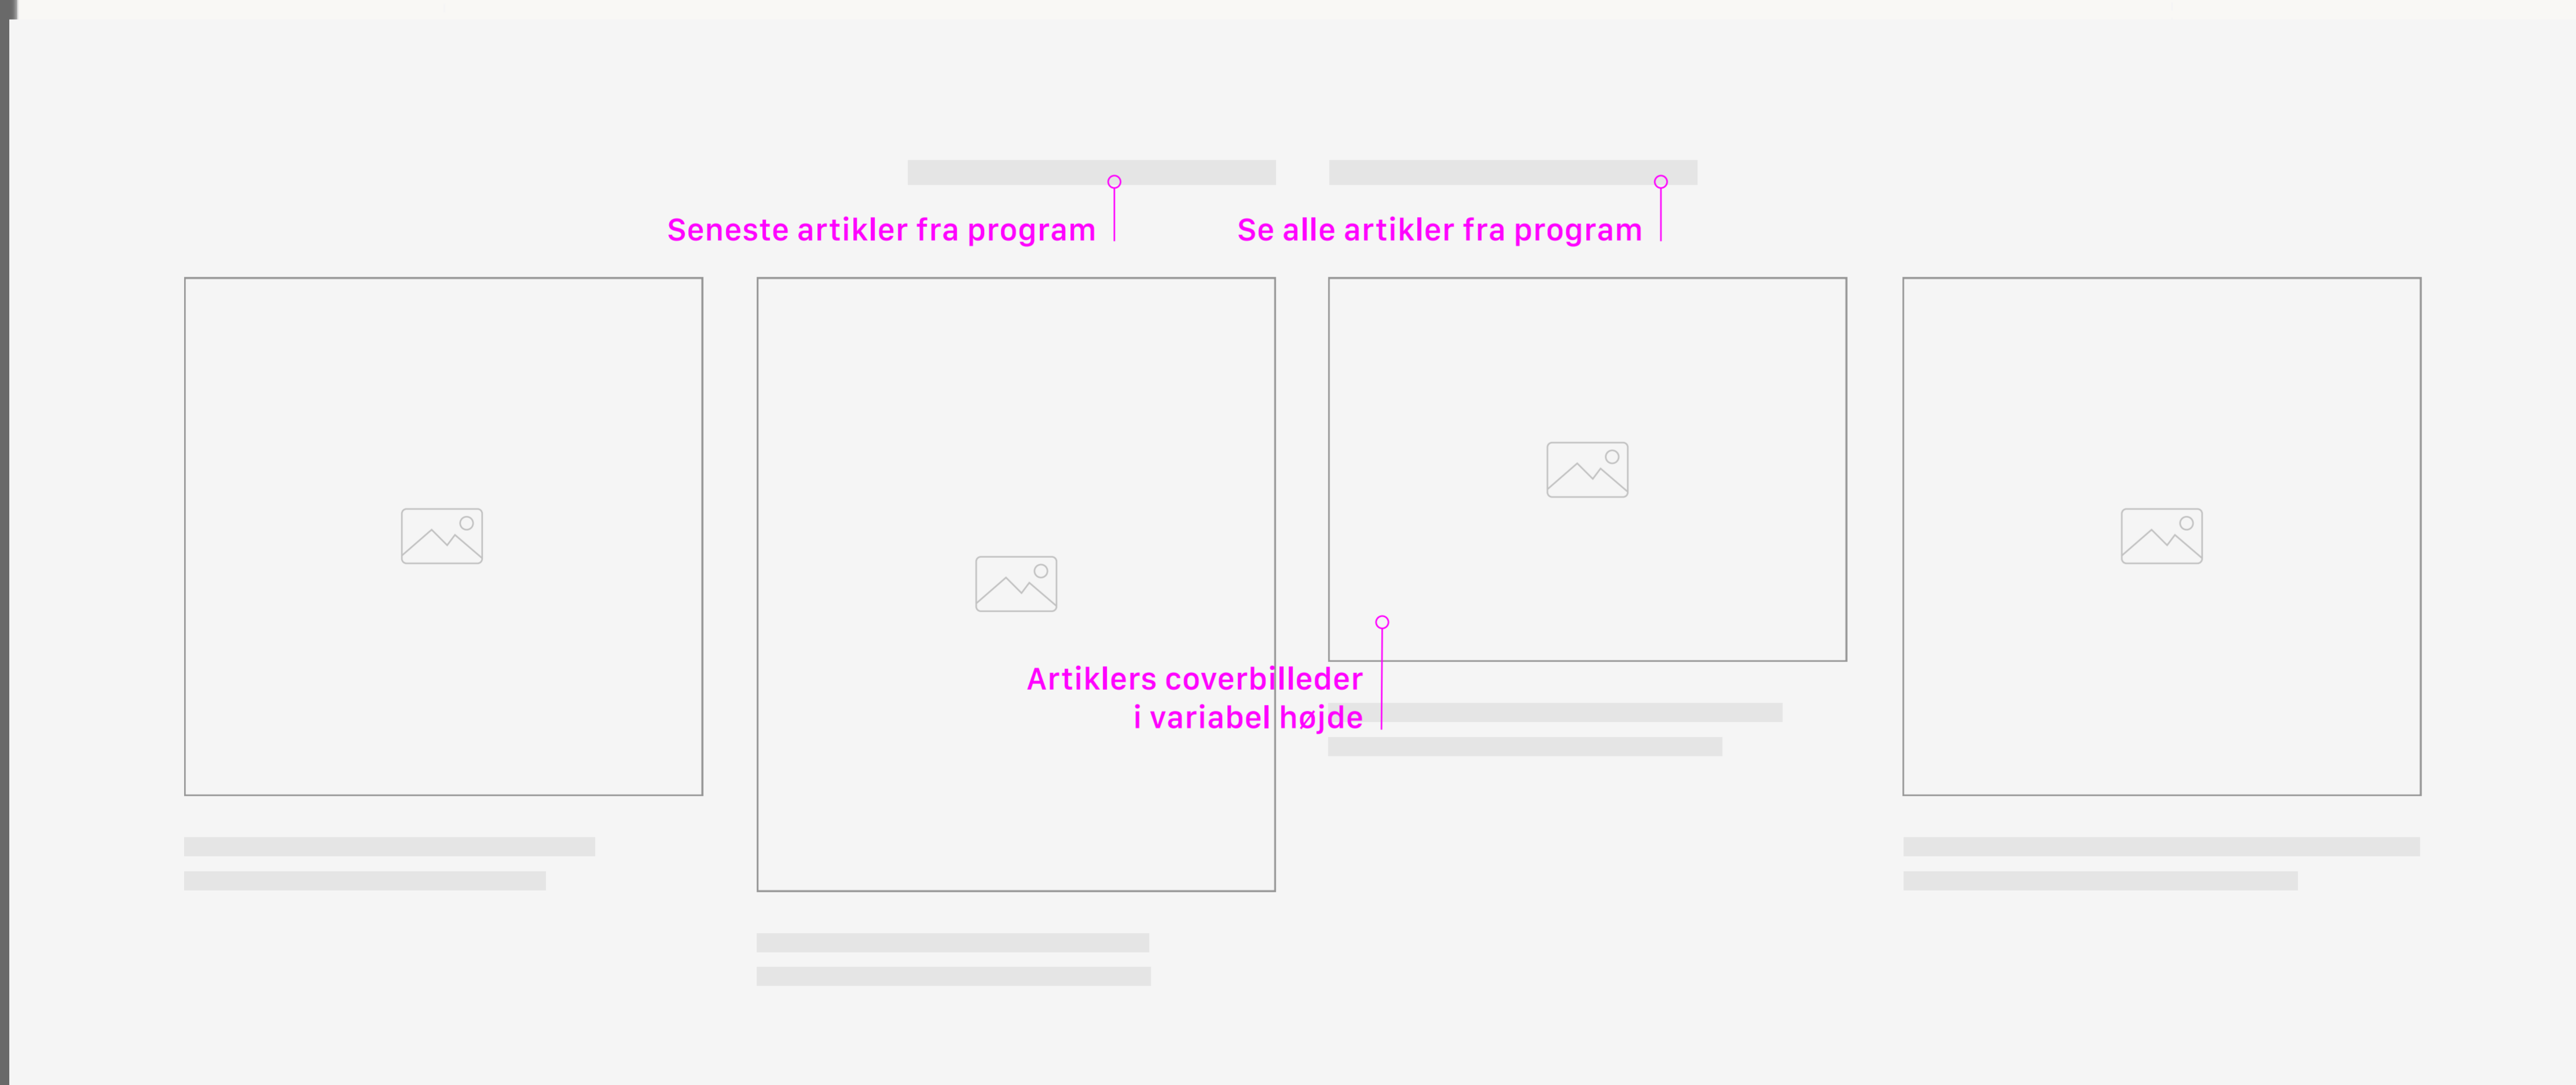 Seneste artikler fra program
Se alle artikler fra program
Artiklers coverbilleder
i variabel højde